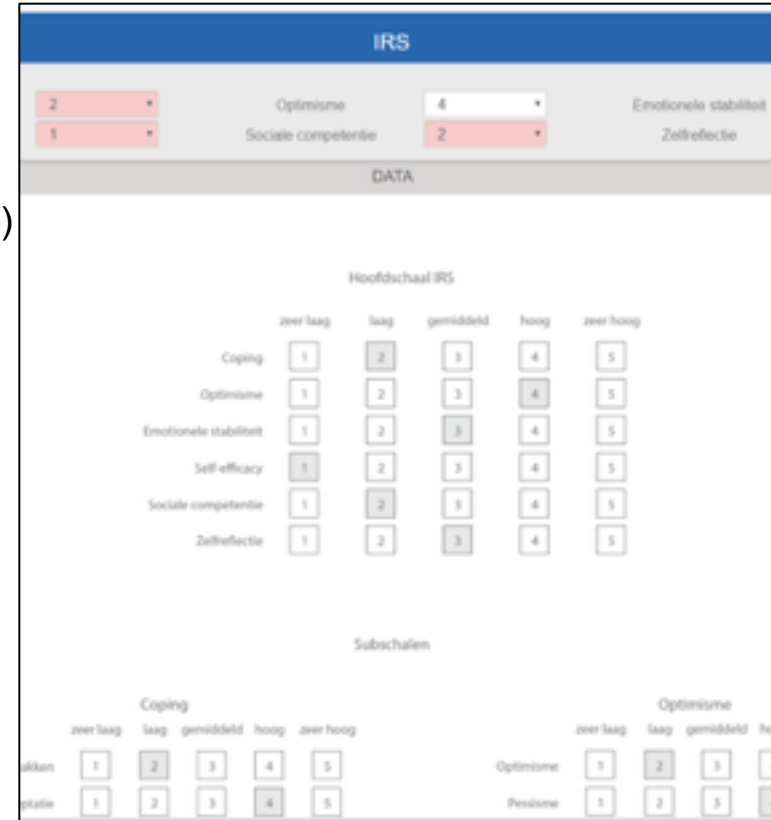 IRS
2 Optimisme 4 Emotionele stabiliteit
1 Sociale competentie 2 Zelfreflectie
DATA
)
Hoofdschaal IRS
zeer laag laag gemiddeld hoog zeer hoog
Coping 1 2 3 4 5
Optimisme 1 2 3 4 5
Emotionele stabiliteit 1 2 3 4 5
Self-efficacy 1 2 3 4 5
Sociale competentie 1 2 3 4 5
Zelfreflectie 1 2 3 4 5
Subschalen
Coping Optimisme
zeer laag laag gemiddeld hoog zeer hoog zeer laag laag gemiddeld
akken 1 2 3 4 5 Optimisme 1 2 3
ptatie 1 2 3 4 5 Pessisme 1 2 3